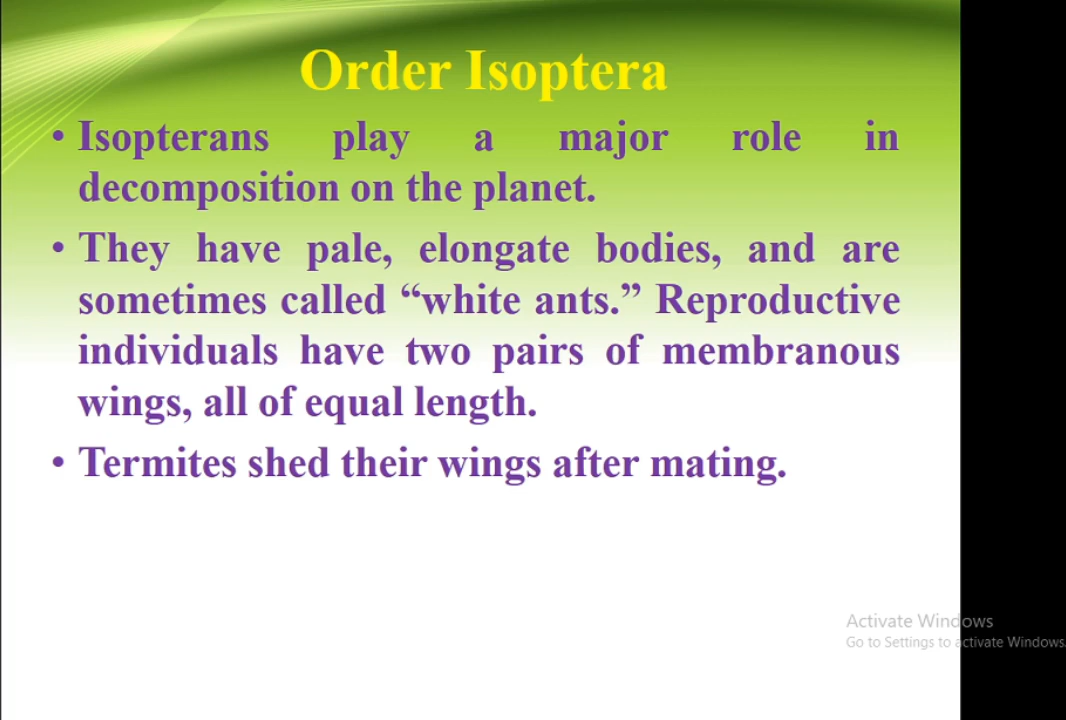 Order Isoptera
• Isopterans play a major role in
decomposition on the planet.
• They have pale, elongate bodies, and are
sometimes called “white ants.” Reproductive
individuals have two pairs of membranous
wings, all of equal length.
• Termites shed their wings after mating.
Activate Windows
Go to Settings to activate Windows.